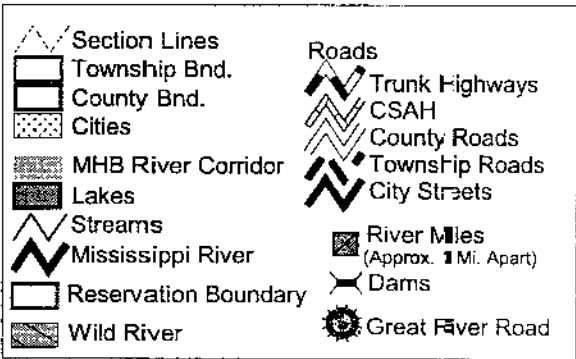 Section Lines
Township Bnd.
County Bnd.
Cities
MHB River Corridor
Lakes
Streams
Mississippi River
Reservation Boundary
Wild River
Roads
Trunk Highways
CSAH
County Roads
Township Roads
City Streets
River Miles
(Approx. 1 Mi. Apart)
Dams
Great River Road